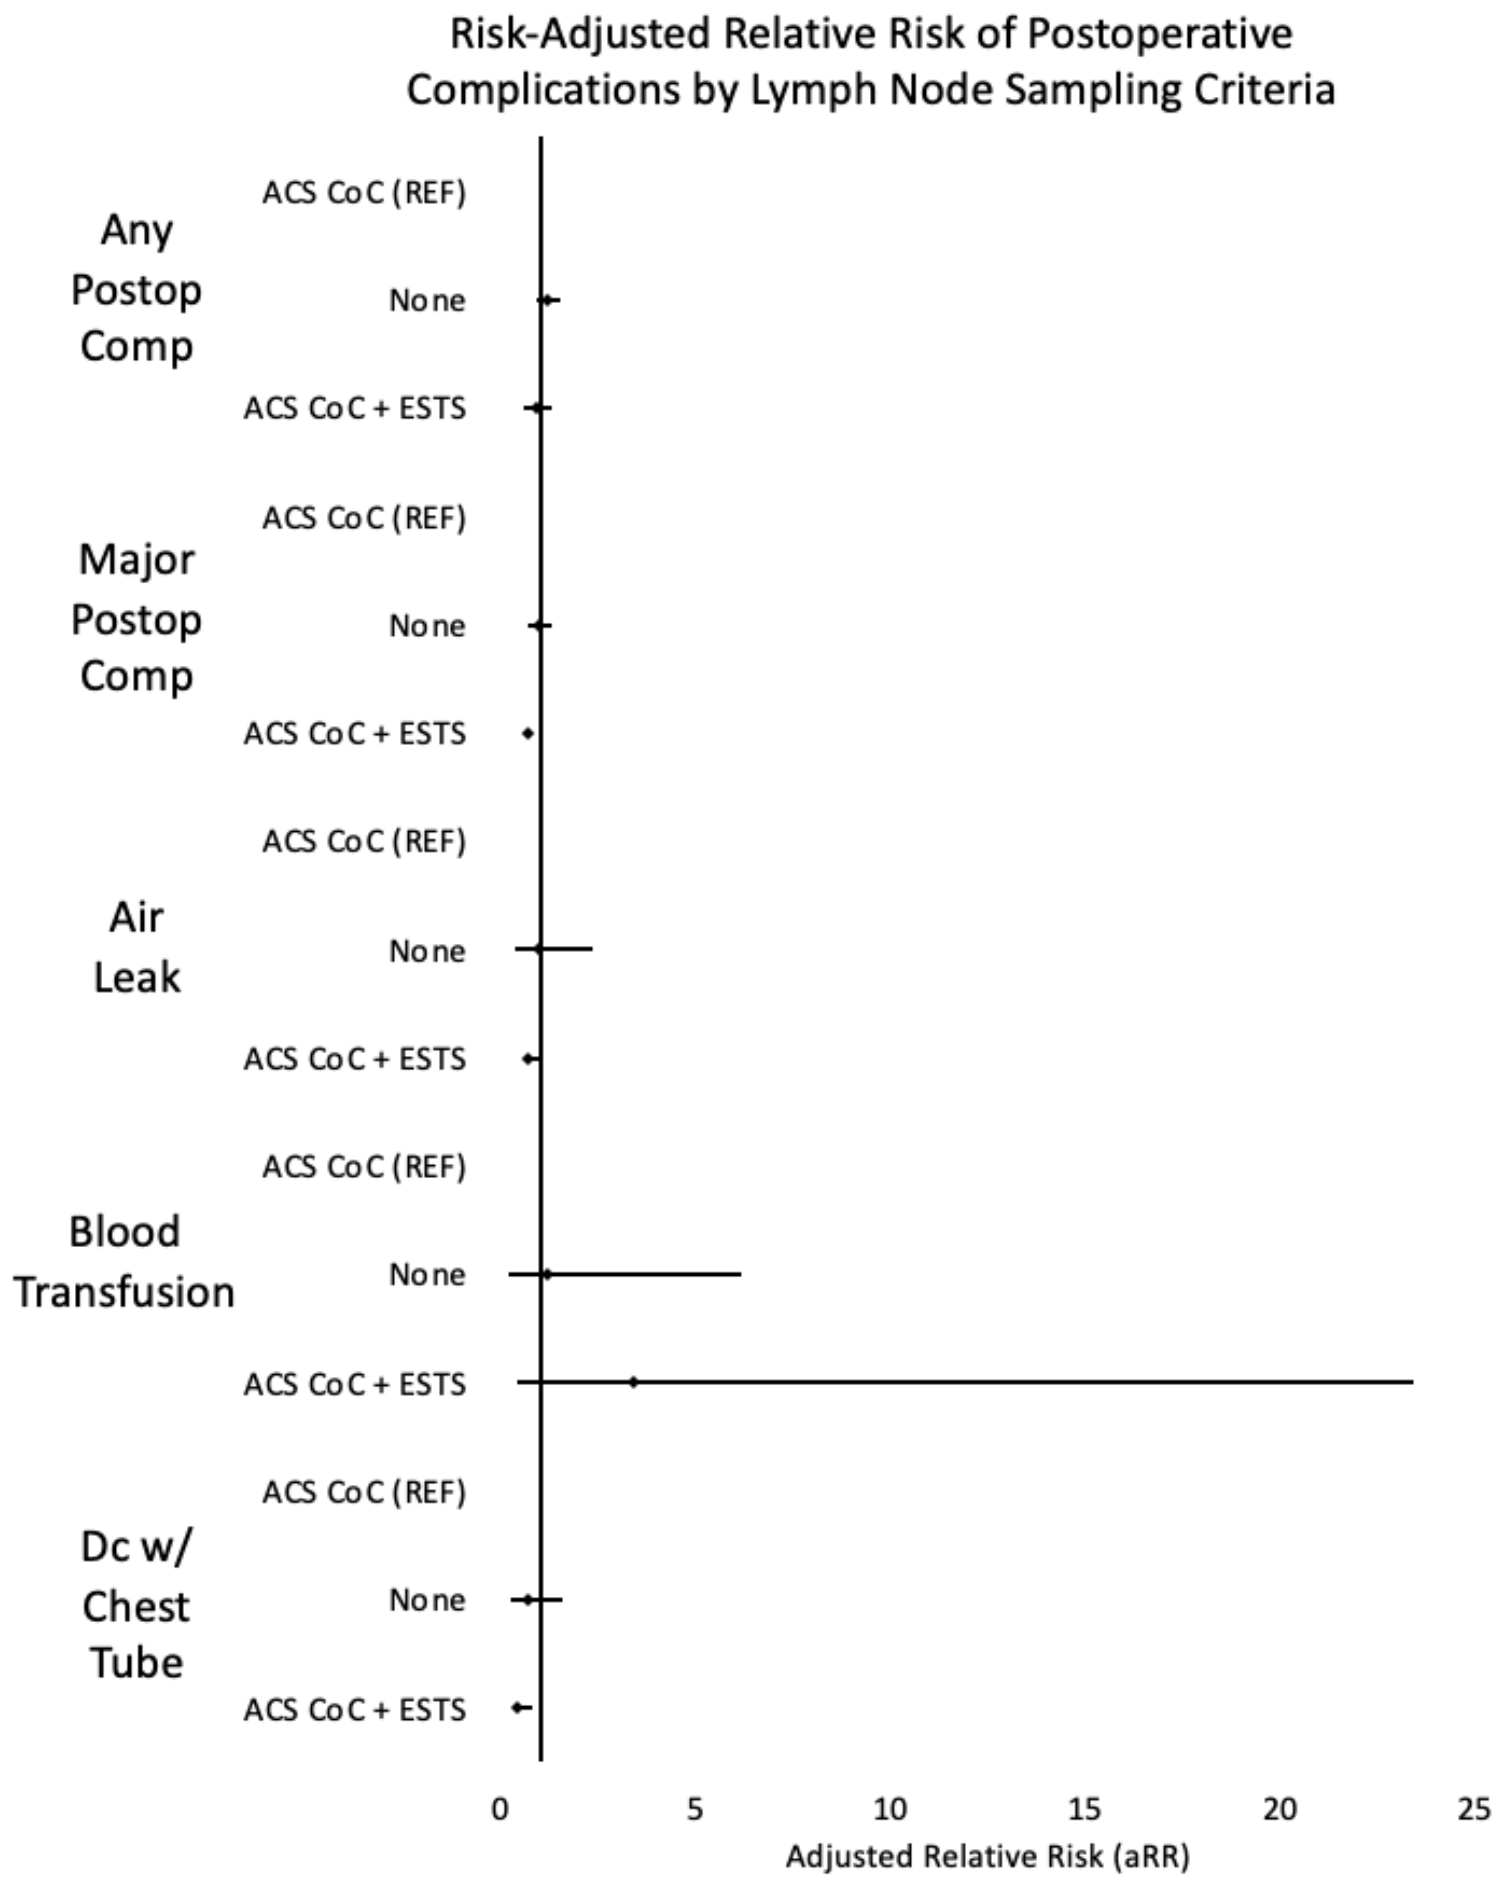 Risk-Adjusted Relative Risk of Postoperative
Complications by Lymph Node Sampling Criteria
Any
Postop
Comp
ACS CoC (REF)
None
ACS CoC + ESTS
Major
Postop
Comp
ACS CoC (REF)
None
ACS CoC + ESTS
Air
Leak
ACS CoC (REF)
None
ACS CoC + ESTS
Blood
Transfusion
ACS CoC (REF)
None
ACS CoC + ESTS
Dc w/
Chest
Tube
ACS CoC (REF)
None
ACS CoC + ESTS
0 5 10 15 20 25
Adjusted Relative Risk (aRR)